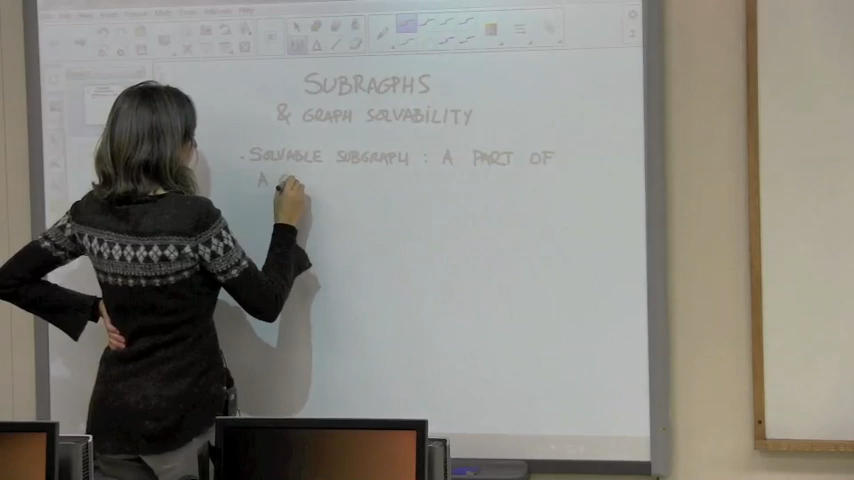 SUBRAGPHS
& GRAPH SOLVABILITY
. SOLVABLE SUBGRAPH : A PART OF
A